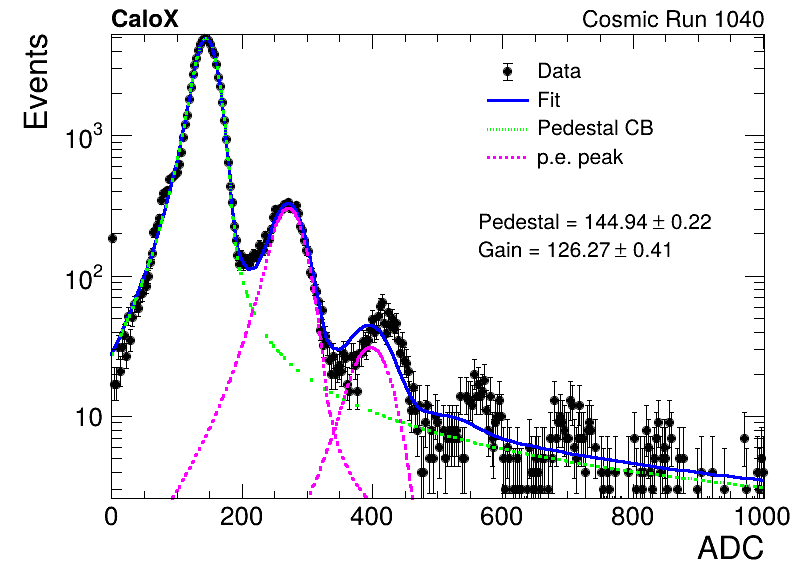 CaloX
Cosmic Run 1040
Events
Data
Fit
Pedestal CB
p.e. peak
Pedestal = 144.94 ± 0.22
Gain = 126.27 ± 0.41
10³
10²
10
0 200 400 600 800 1000
ADC